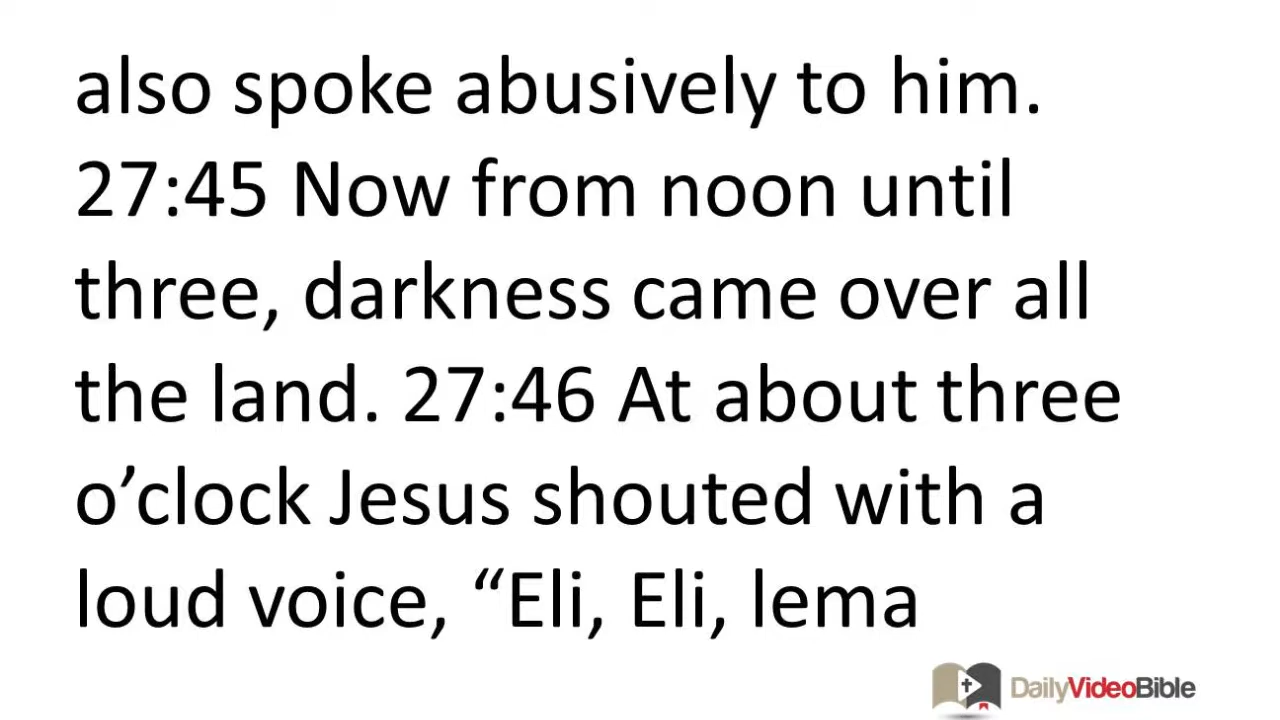 also spoke abusively to him.
27:45 Now from noon until
three, darkness came over all
the land. 27:46 At about three
o’clock Jesus shouted with a
loud voice, “Eli, Eli, lema
DailyVideoBible